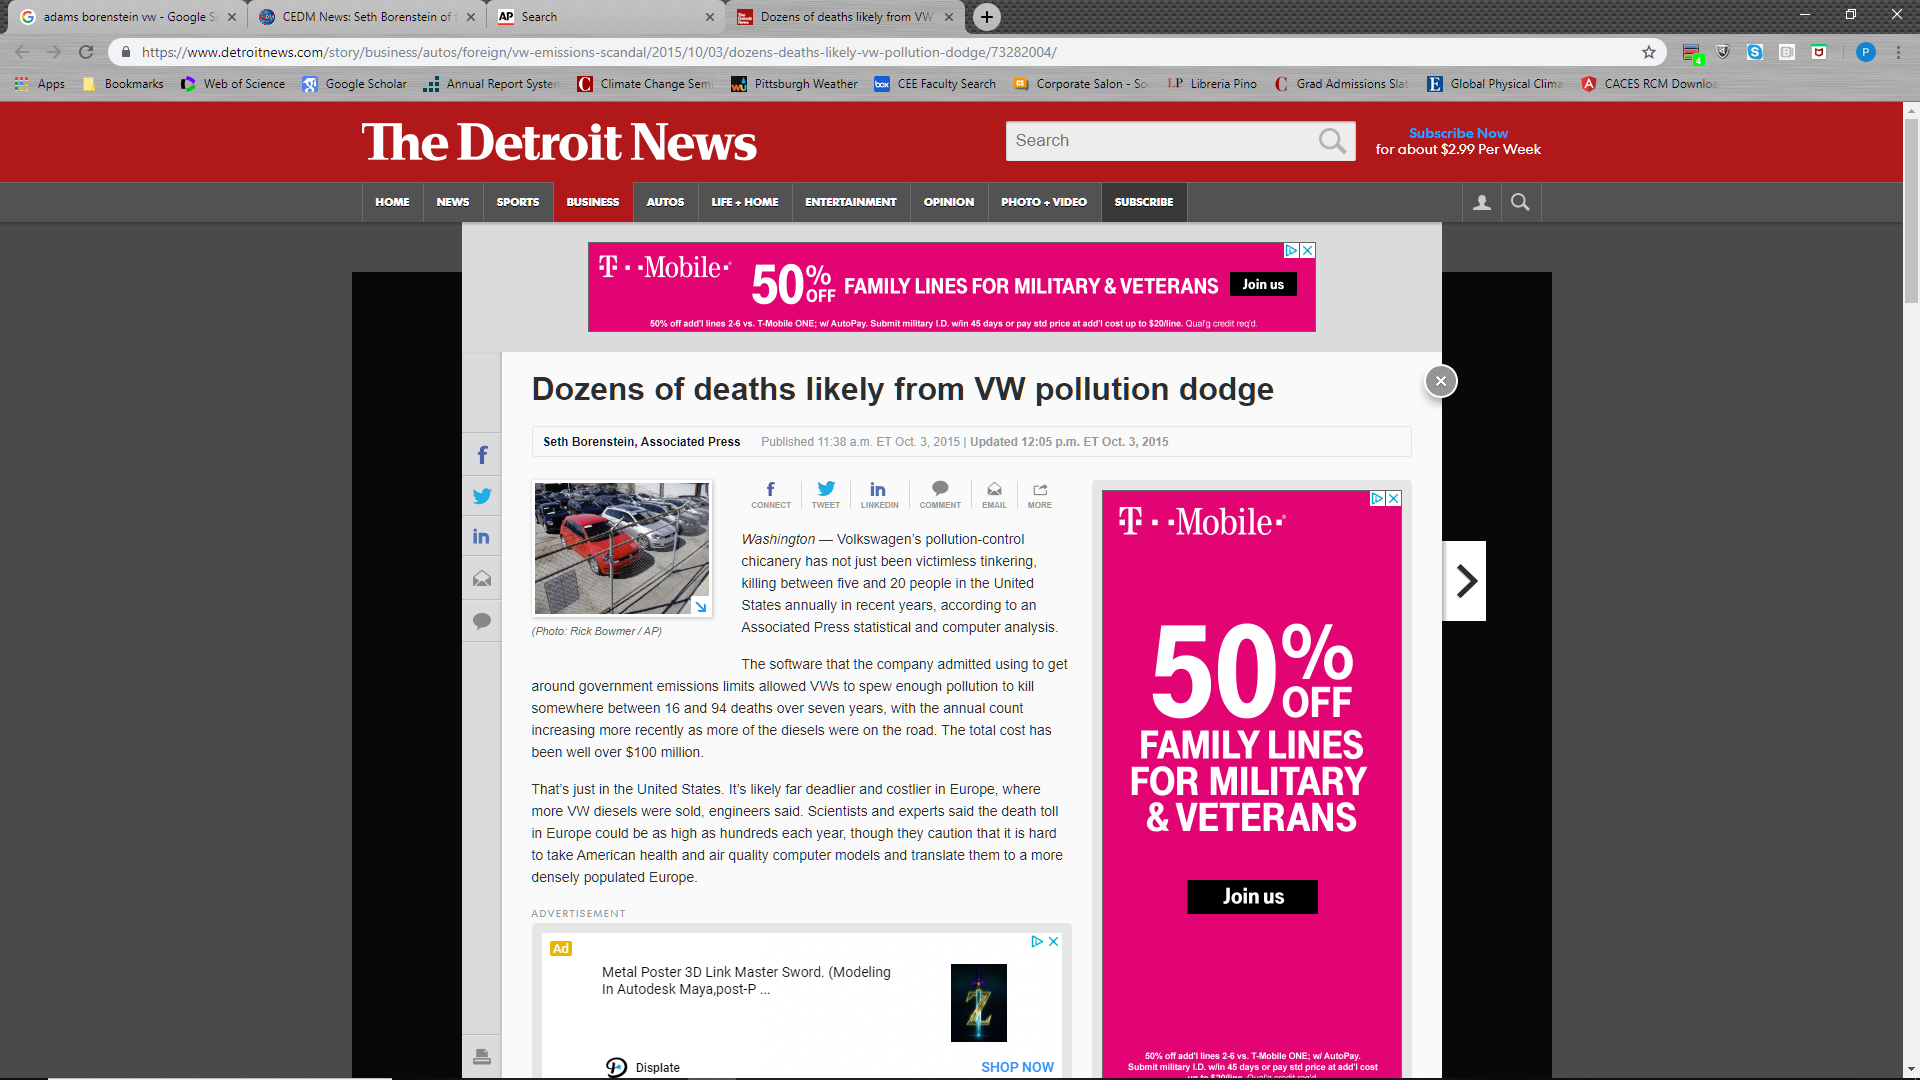 adams borenstein vw - Google S
CEDM News: Seth Borenstein of t
AP Search
Dozens of deaths likely from VW
https://www.detroitnews.com/story/business/autos/foreign/vw-emissions-scandal/2015/10/03/dozens-deaths-likely-vw-pollution-dodge/73282004/
4
P
Apps
Bookmarks
Web of Science
Google Scholar
Annual Report System
Climate Change Semi
Pittsburgh Weather
box CEE Faculty Search
Corporate Salon - So
LP Libreria Pino
Grad Admissions Slat
Global Physical Clima
CACES RCM Downloa
The Detroit News
Search
Subscribe Now
for about $2.99 Per Week
HOME
NEWS
SPORTS
BUSINESS
AUTOS
LIFE + HOME
ENTERTAINMENT
OPINION
PHOTO + VIDEO
SUBSCRIBE
T··Mobile·
50% OFF FAMILY LINES FOR MILITARY & VETERANS
Join us
50% off add'l lines 2-6 vs. T-Mobile ONE; w/ AutoPay. Submit military I.D. w/in 45 days or pay std price at add'l cost up to $20/line. Qual'g credit req'd.
Dozens of deaths likely from VW pollution dodge
Seth Borenstein, Associated Press Published 11:38 a.m. ET Oct. 3, 2015 | Updated 12:05 p.m. ET Oct. 3, 2015
CONNECT
TWEET
LINKEDIN
COMMENT
EMAIL
MORE
(Photo: Rick Bowmer / AP)
Washington — Volkswagen's pollution-control
chicanery has not just been victimless tinkering,
killing between five and 20 people in the United
States annually in recent years, according to an
Associated Press statistical and computer analysis.
The software that the company admitted using to get
around government emissions limits allowed VWs to spew enough pollution to kill
somewhere between 16 and 94 deaths over seven years, with the annual count
increasing more recently as more of the diesels were on the road. The total cost has
been well over $100 million.
That's just in the United States. It's likely far deadlier and costlier in Europe, where
more VW diesels were sold, engineers said. Scientists and experts said the death toll
in Europe could be as high as hundreds each year, though they caution that it is hard
to take American health and air quality computer models and translate them to a more
densely populated Europe.
ADVERTISEMENT
Ad
Metal Poster 3D Link Master Sword. (Modeling
In Autodesk Maya,post-P ...
Displate
SHOP NOW
T··Mobile·
50%
OFF
FAMILY LINES
FOR MILITARY
& VETERANS
Join us
50% off add'l lines 2-6 vs. T-Mobile ONE; w/ AutoPay.
Submit military I.D. w/in 45 days or pay std price at add'l cost
up to $20/line. Qual'g credit req'd.